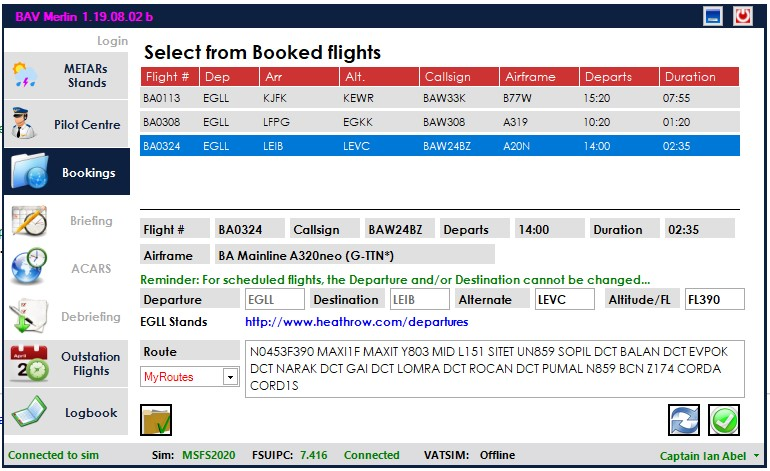 BAV Merlin 1.19.08.02 b
Login
METARs
Stands
Pilot Centre
Bookings
Briefing
ACARS
Debriefing
Outstation
Flights
Logbook
Select from Booked flights
Flight # Dep Arr Alt. Callsign Airframe Departs Duration
BA0113 EGLL KJFK KEWR BAW33K B77W 15:20 07:55
BA0308 EGLL LFPG EGKK BAW308 A319 10:20 01:20
BA0324 EGLL LEIB LEVC BAW24BZ A20N 14:00 02:35
Flight # BA0324 Callsign BAW24BZ Departs 14:00 Duration 02:35
Airframe BA Mainline A320neo (G-TTN*)
Reminder: For scheduled flights, the Departure and/or Destination cannot be changed...
Departure EGLL Destination LEIB Alternate LEVC Altitude/FL FL390
EGLL Stands http://www.heathrow.com/departures
Route
MyRoutes
N0453F390 MAXI1F MAXIT Y803 MID L151 SITET UN859 SOPIL DCT BALAN DCT EVPOK
DCT NARAK DCT GAI DCT LOMRA DCT ROCAN DCT PUMAL N859 BCN Z174 CORDA
CORD1S
Connected to sim Sim: MSFS2020 FSUIPC: 7.416 Connected VATSIM: Offline Captain Ian Abel